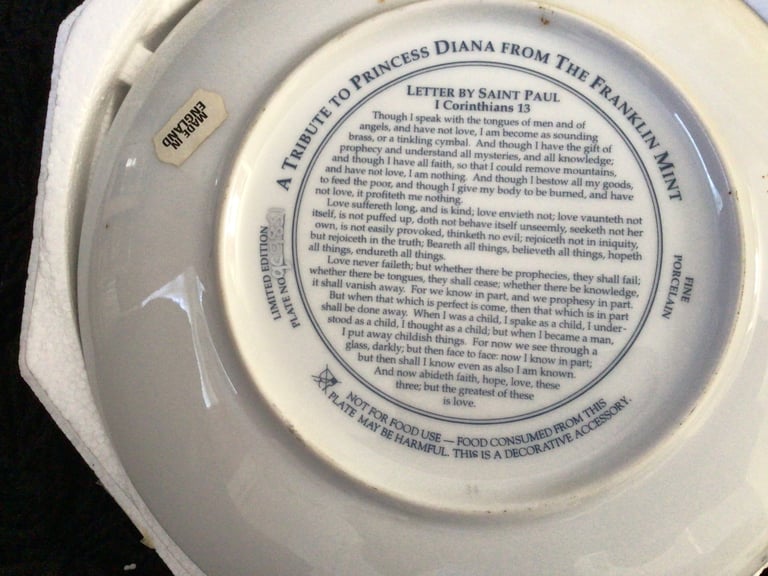 A TRIBUTE TO PRINCESS DIANA FROM THE FRANKLIN MINT
LETTER BY SAINT PAUL
I Corinthians 13
Though I speak with the tongues of men and of
angels, and have not love, I am become as sounding
brass, or a tinkling cymbal. And though I have the gift of
prophecy and understand all mysteries, and all knowledge;
and though I have all faith, so that I could remove mountains,
and have not love, I am nothing. And though I bestow all my goods,
to feed the poor, and though I give my body to be burned, and have
not love, it profiteth me nothing.
Love suffereth long, and is kind; love envieth not; love vaunteth not
itself, is not puffed up, doth not behave itself unseemly, seeketh not her
own, is not easily provoked, thinketh no evil; rejoiceth not in iniquity,
but rejoiceth in the truth; Beareth all things, believeth all things, hopeth
all things, endureth all things.
Love never faileth; but whether there be prophecies, they shall fail;
whether there be tongues, they shall cease; whether there be knowledge,
it shall vanish away. For we know in part, and we prophesy in part.
But when that which is perfect is come, then that which is in part
shall be done away. When I was a child, I spake as a child, I under-
stood as a child, I thought as a child; but when I became a man,
I put away childish things. For now we see through a
glass, darkly; but then face to face: now I know in part;
but then shall I know even as also I am known.
And now abideth faith, hope, love, these
three; but the greatest of these
is love.
MADE IN
ENGLAND
LIMITED EDITION
PLATE NO.
FINE
PORCELAIN
NOT FOR FOOD USE — FOOD CONSUMED FROM THIS
PLATE MAY BE HARMFUL. THIS IS A DECORATIVE ACCESSORY.
34